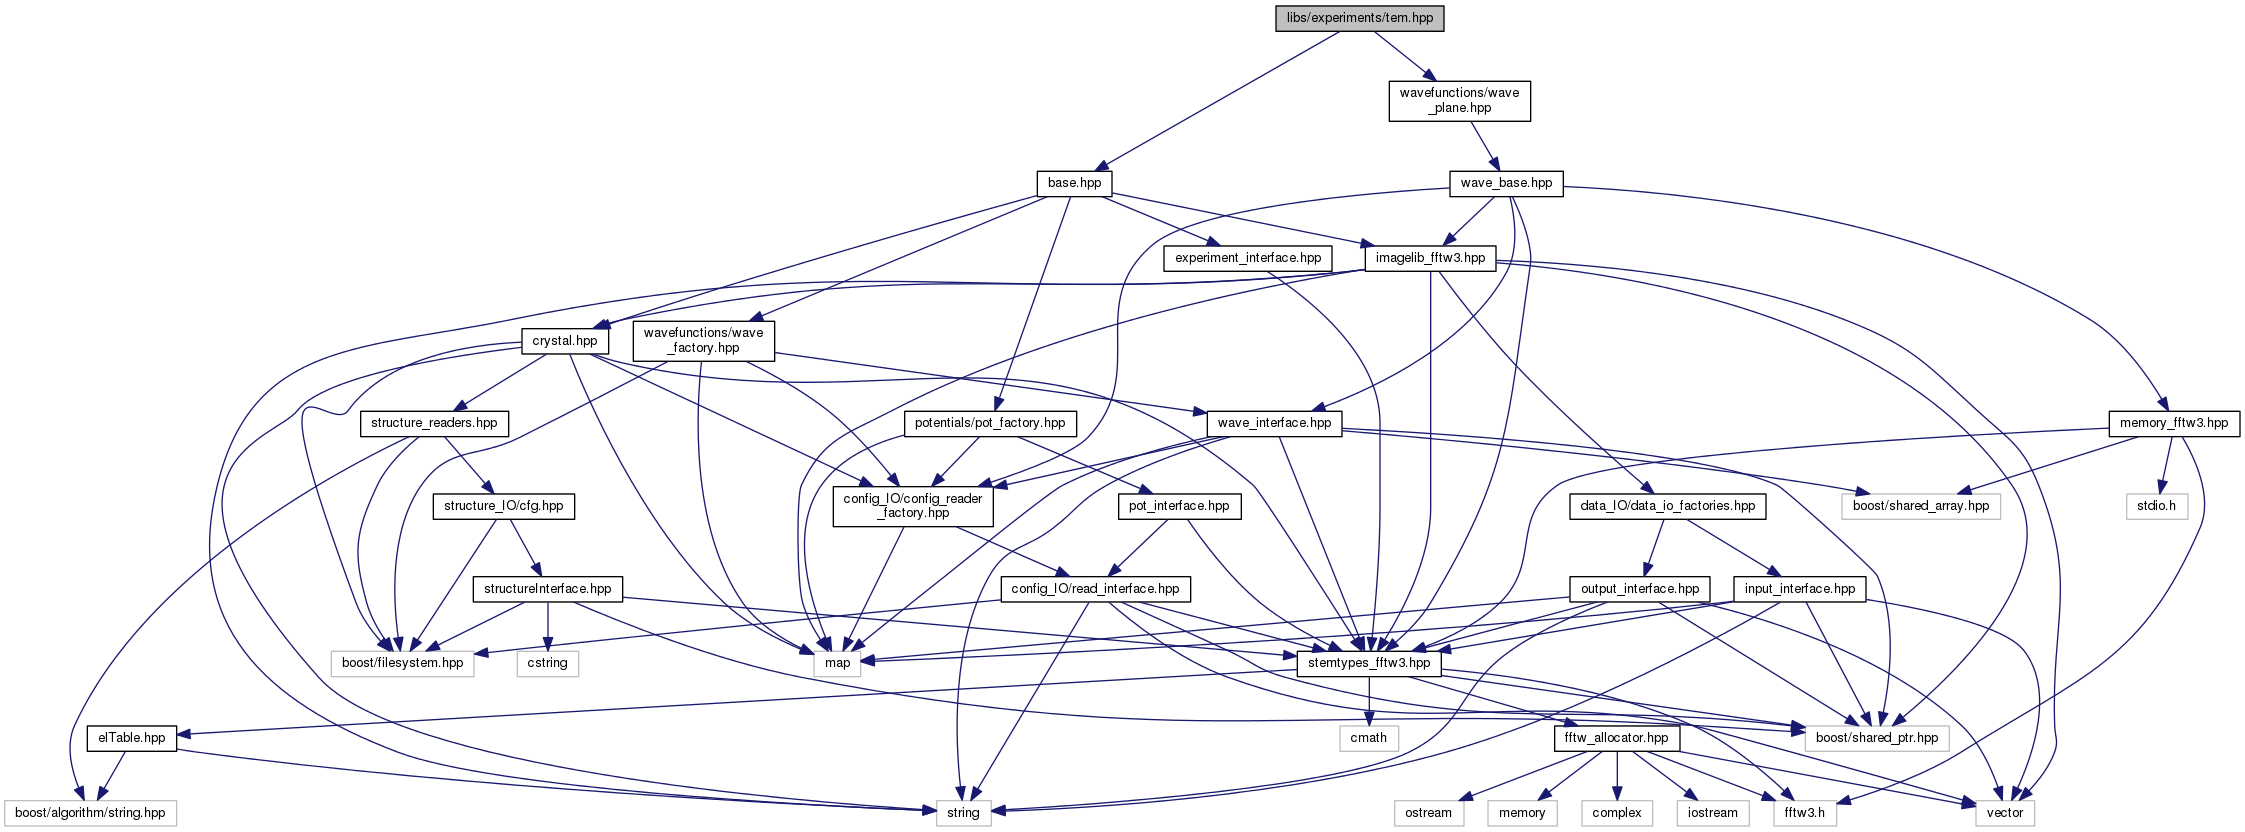 libs/experiments/tem.hpp
wavefunctions/wave
_plane.hpp
base.hpp
wave_base.hpp
experiment_interface.hpp
imagelib_fftw3.hpp
crystal.hpp
wavefunctions/wave
_factory.hpp
structure_readers.hpp
potentials/pot_factory.hpp
wave_interface.hpp
memory_fftw3.hpp
structure_IO/cfg.hpp
config_IO/config_reader
_factory.hpp
pot_interface.hpp
data_IO/data_io_factories.hpp
boost/shared_array.hpp
stdio.h
structureInterface.hpp
config_IO/read_interface.hpp
output_interface.hpp
input_interface.hpp
boost/filesystem.hpp
cstring
map
stemtypes_fftw3.hpp
elTable.hpp
cmath
fftw_allocator.hpp
boost/shared_ptr.hpp
boost/algorithm/string.hpp
string
ostream
memory
complex
iostream
fftw3.h
vector